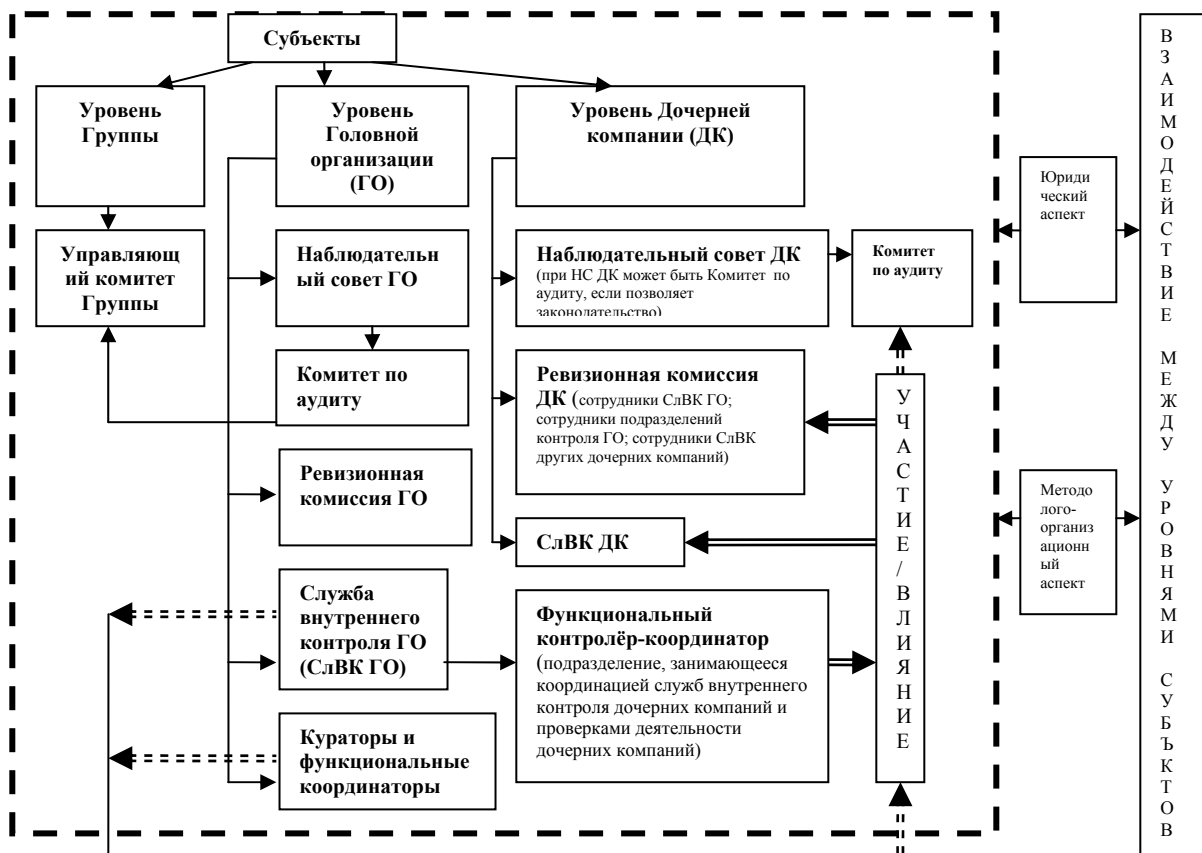 Субъекты
Уровень
Группы
Уровень
Головной
организации
(ГО)
Уровень Дочерней
компании (ДК)
Управляющ
ий комитет
Группы
Наблюдательн
ый совет ГО
Наблюдательный совет ДК
(при НС ДК может быть Комитет по
аудиту, если позволяет
законодательство)
Комитет
по аудиту
Комитет по
аудиту
Ревизионная комиссия
ДК (сотрудники СлВК ГО;
сотрудники подразделений
контроля ГО; сотрудники СлВК
других дочерних компаний)
Ревизионная
комиссия ГО
СлВК ДК
Служба
внутреннего
контроля ГО
(СлВК ГО)
Функциональный
контролёр-координатор
(подразделение, занимающееся
координацией служб внутреннего
контроля дочерних компаний и
проверками деятельности
дочерних компаний)
Кураторы и
функциональные
координаторы
УЧАСТИЕ/ВЛИЯНИЕ
Юриди
ческий
аспект
Методо
лого-
организ
ационн
ый
аспект
ВЗАИМОДЕЙСТВИЕ МЕЖДУ УРОВНЯМИ СУБЪКТОВ